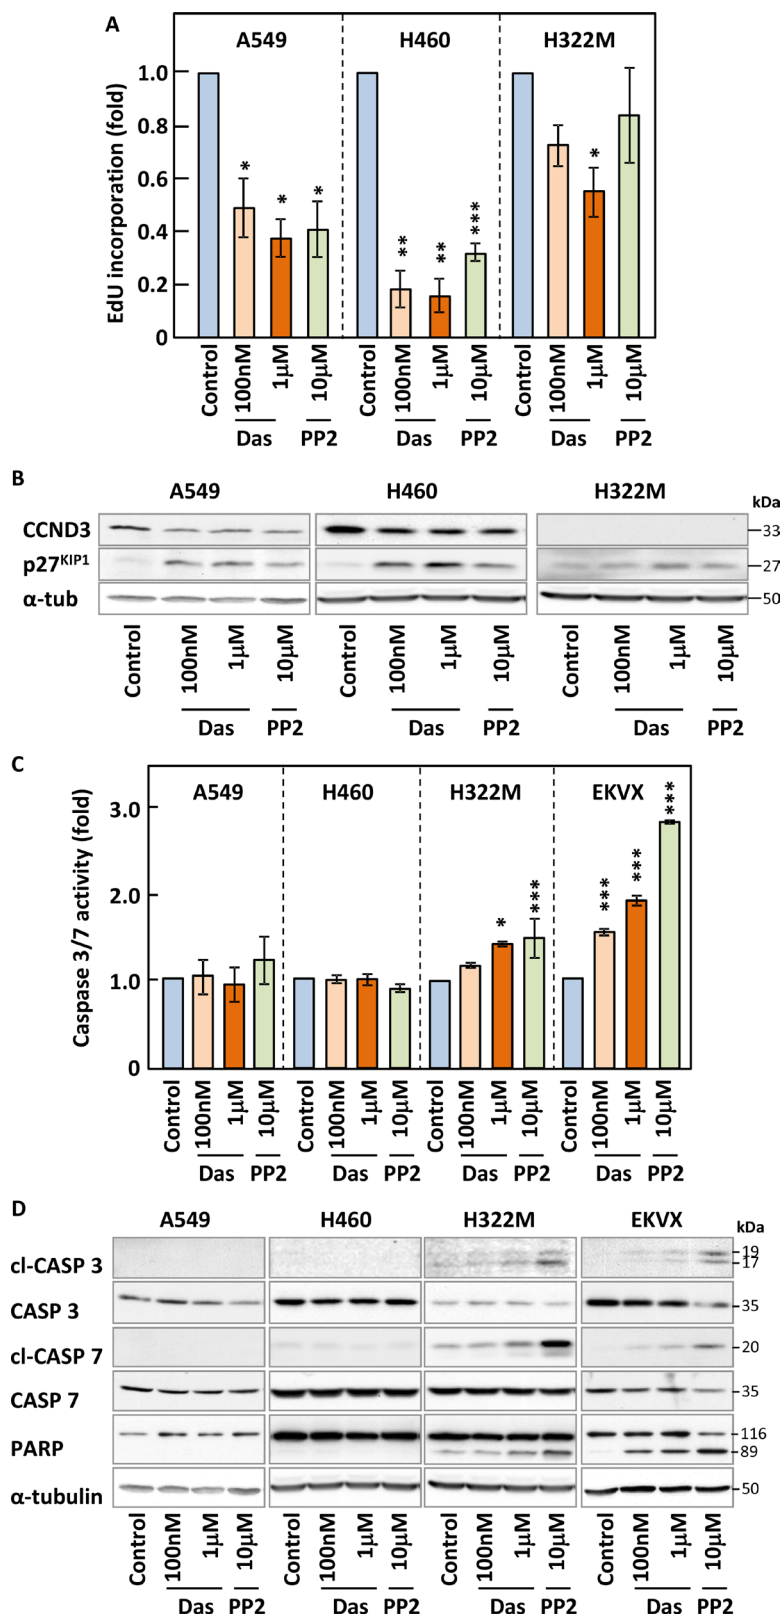 A
A549 H460 H322M
EdU incorporation (fold)
1.0
0.8
0.6
0.4
0.2
0
* * * ** ** *** *
Control 100nM 1μM 10μM Control 100nM 1μM 10μM Control 100nM 1μM 10μM
Das PP2 Das PP2 Das PP2
B
A549 H460 H322M
kDa
CCND3 33
p27KIP1 27
α-tub 50
Control 100nM 1μM 10μM Control 100nM 1μM 10μM Control 100nM 1μM 10μM
Das PP2 Das PP2 Das PP2
C
A549 H460 H322M EKVX
Caspase 3/7 activity (fold)
3.0
2.0
1.0
0
* *** *** *** ***
Control 100nM 1μM 10μM Control 100nM 1μM 10μM Control 100nM 1μM 10μM Control 100nM 1μM 10μM
Das PP2 Das PP2 Das PP2 Das PP2
D
A549 H460 H322M EKVX
kDa
cl-CASP 3 19
17
CASP 3 35
cl-CASP 7 20
CASP 7 35
PARP 116
89
α-tubulin 50
Control 100nM 1μM 10μM Control 100nM 1μM 10μM Control 100nM 1μM 10μM Control 100nM 1μM 10μM
Das PP2 Das PP2 Das PP2 Das PP2